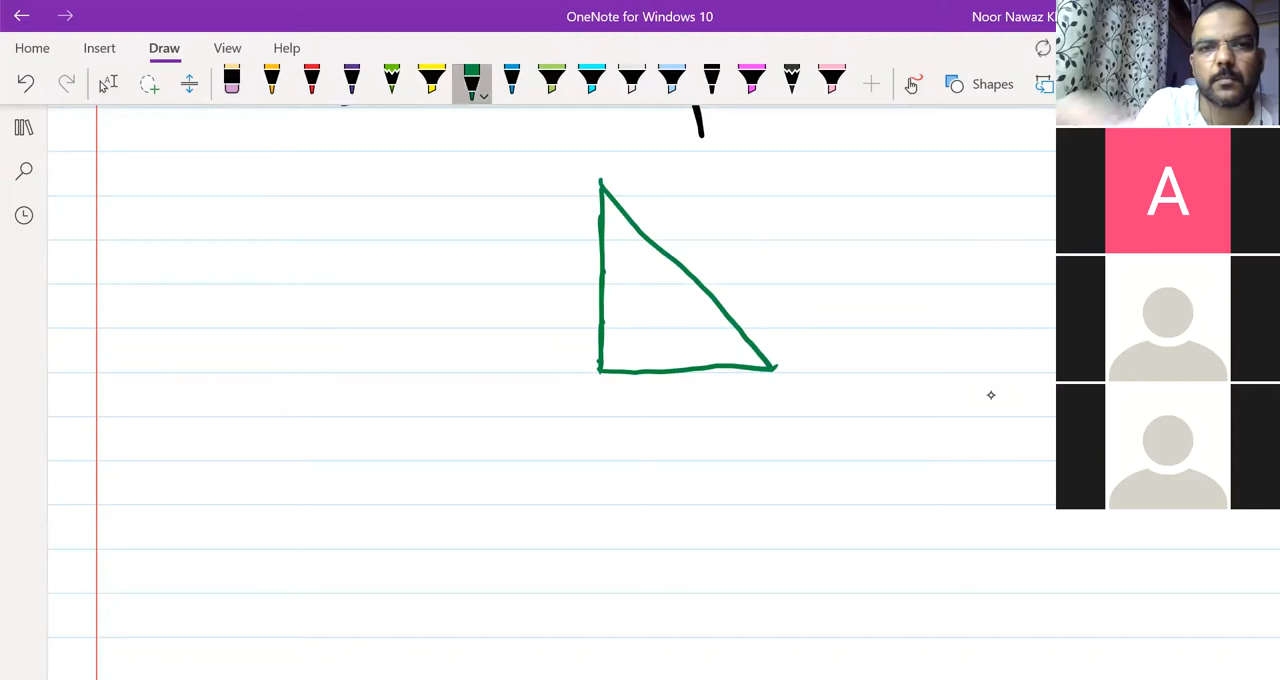 OneNote for Windows 10
Noor Nawaz K
Home Insert Draw View Help
Shapes
A